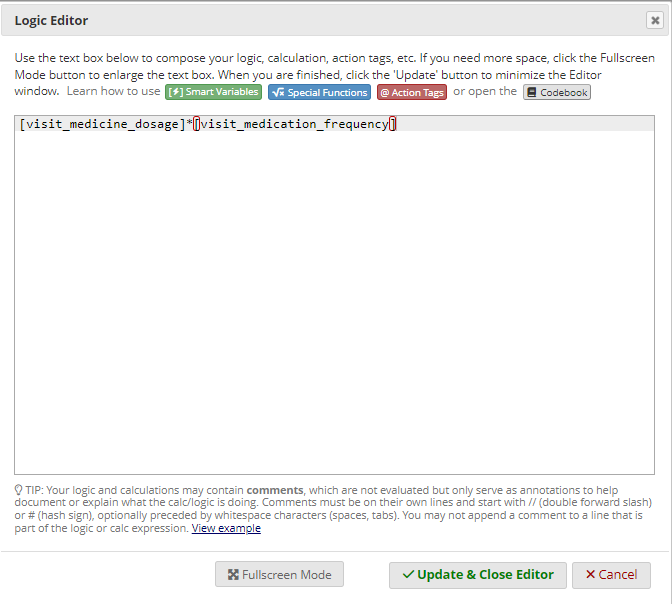 Logic Editor
Use the text box below to compose your logic, calculation, action tags, etc. If you need more space, click the Fullscreen
Mode button to enlarge the text box. When you are finished, click the 'Update' button to minimize the Editor
window. Learn how to use [⚡] Smart Variables √x Special Functions @ Action Tags or open the Codebook
[visit_medicine_dosage]*[visit_medication_frequency]
TIP: Your logic and calculations may contain comments, which are not evaluated but only serve as annotations to help
document or explain what the calc/logic is doing. Comments must be on their own lines and start with // (double forward slash)
or # (hash sign), optionally preceded by whitespace characters (spaces, tabs). You may not append a comment to a line that is
part of the logic or calc expression. View example
Fullscreen Mode
Update & Close Editor
Cancel